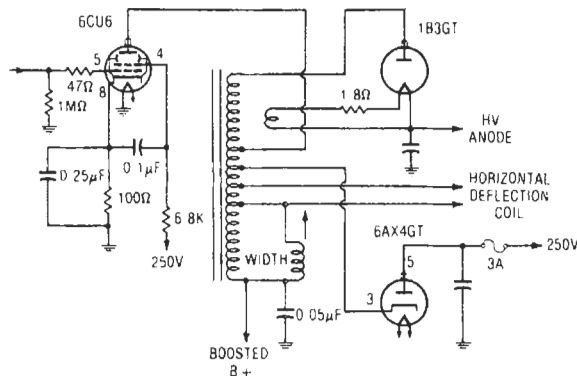 6CU6
1B3GT
5
4
47Ω
8
1MΩ
1 8Ω
HV
ANODE
0 25µF
0 1µF
100Ω
6 8K
250V
HORIZONTAL
DEFLECTION
COIL
WIDTH
6AX4GT
5
3
250V
3A
0 05µF
BOOSTED
B +